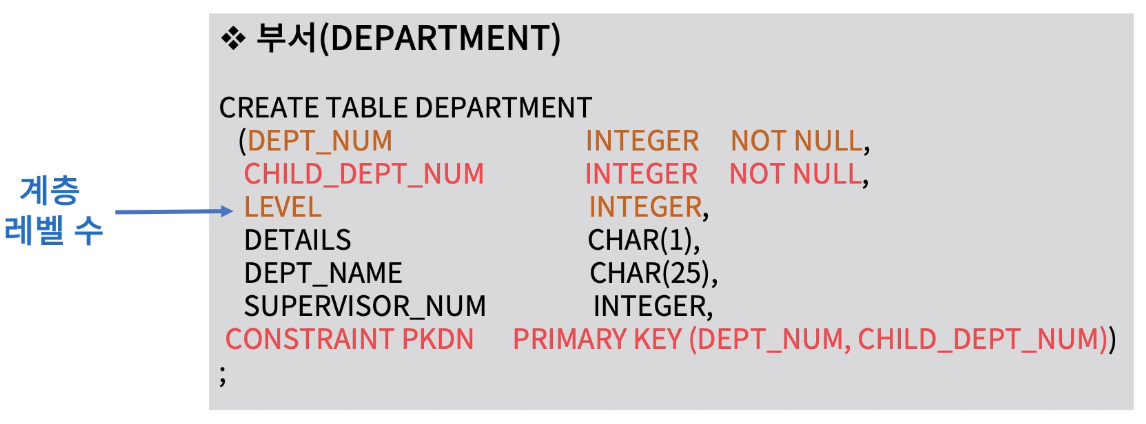 ❖ 부서(DEPARTMENT)
CREATE TABLE DEPARTMENT
(DEPT_NUM INTEGER NOT NULL,
CHILD_DEPT_NUM INTEGER NOT NULL,
LEVEL INTEGER,
DETAILS CHAR(1),
DEPT_NAME CHAR(25),
SUPERVISOR_NUM INTEGER,
CONSTRAINT PKDN PRIMARY KEY (DEPT_NUM, CHILD_DEPT_NUM))
;
계층
레벨 수